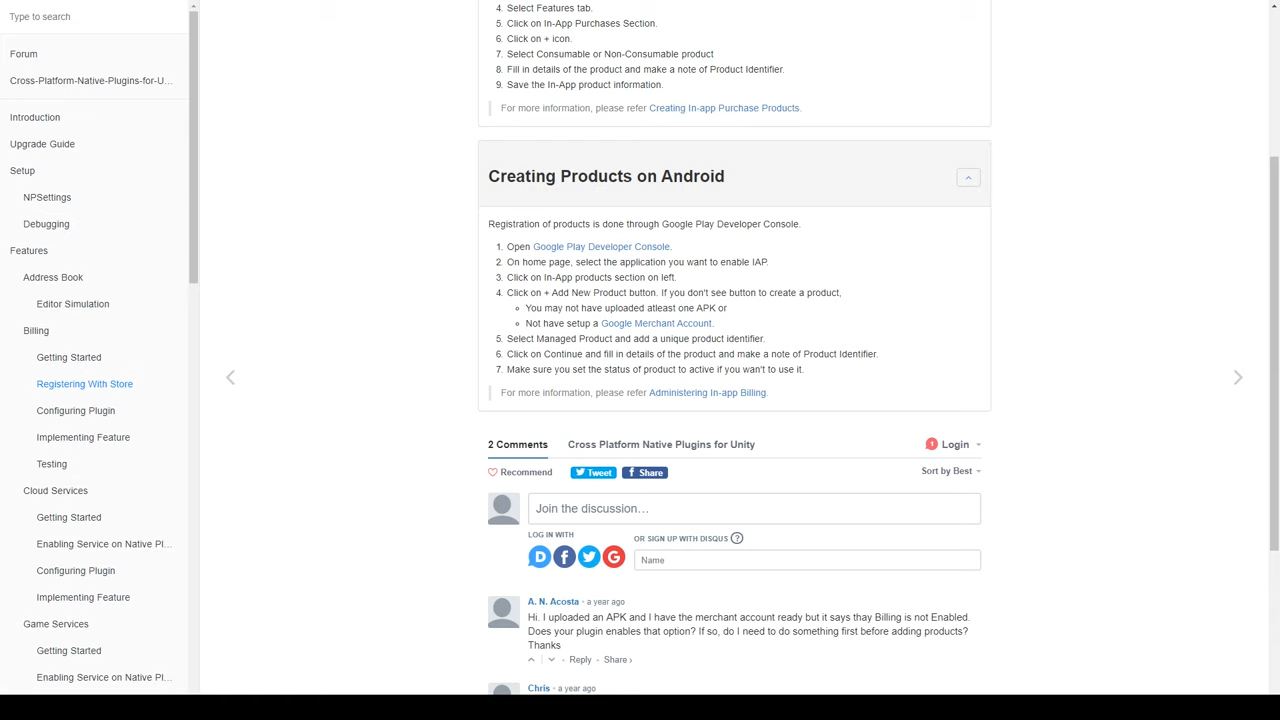 Type to search
Forum
Cross-Platform-Native-Plugins-for-U...
Introduction
Upgrade Guide
Setup
NPSettings
Debugging
Features
Address Book
Editor Simulation
Billing
Getting Started
Registering With Store
Configuring Plugin
Implementing Feature
Testing
Cloud Services
Getting Started
Enabling Service on Native Pl...
Configuring Plugin
Implementing Feature
Game Services
Getting Started
Enabling Service on Native Pl...
4. Select Features tab.
5. Click on In-App Purchases Section.
6. Click on + icon.
7. Select Consumable or Non-Consumable product
8. Fill in details of the product and make a note of Product Identifier.
9. Save the In-App product information.
For more information, please refer Creating In-app Purchase Products.
Creating Products on Android
Registration of products is done through Google Play Developer Console.
1. Open Google Play Developer Console.
2. On home page, select the application you want to enable IAP.
3. Click on In-App products section on left.
4. Click on + Add New Product button. If you don't see button to create a product,
You may not have uploaded atleast one APK or
Not have setup a Google Merchant Account.
5. Select Managed Product and add a unique product identifier.
6. Click on Continue and fill in details of the product and make a note of Product Identifier.
7. Make sure you set the status of product to active if you wan't to use it.
For more information, please refer Administering In-app Billing.
2 Comments Cross Platform Native Plugins for Unity 1 Login
Recommend Tweet f Share Sort by Best
Join the discussion…
LOG IN WITH OR SIGN UP WITH DISQUS ?
D f G Name
A. N. Acosta • a year ago
Hi. I uploaded an APK and I have the merchant account ready but it says thay Billing is not Enabled.
Does your plugin enables that option? If so, do I need to do something first before adding products?
Thanks
• Reply • Share ›
Chris • a year ago